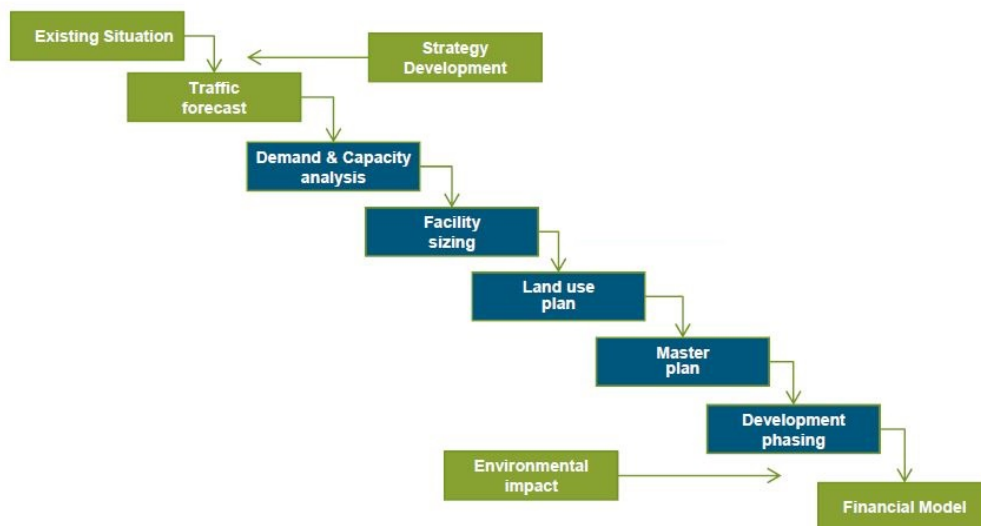 Existing Situation
Strategy
Development
Traffic
forecast
Demand & Capacity
analysis
Facility
sizing
Land use
plan
Master
plan
Development
phasing
Environmental
impact
Financial Model